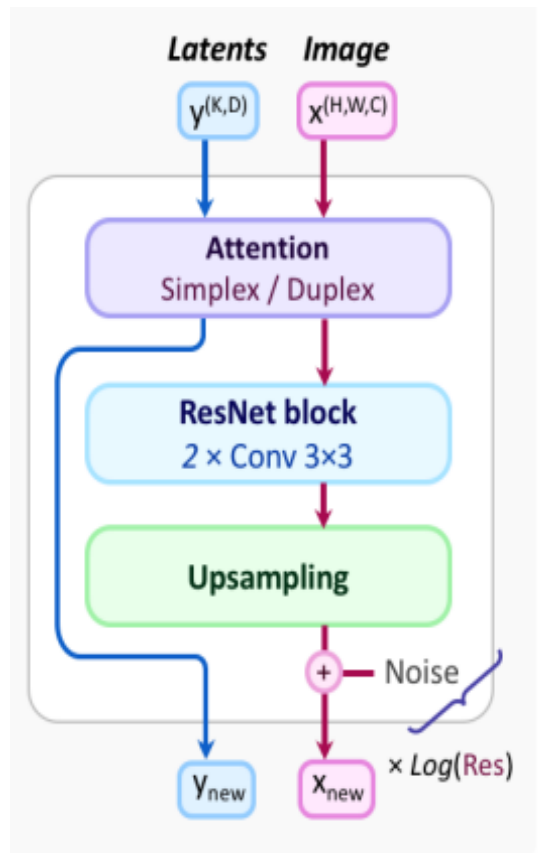 Latents Image
y(K,D) x(H,W,C)
Attention
Simplex / Duplex
ResNet block
2 × Conv 3×3
Upsampling
+ Noise
× Log(Res)
ynew xnew